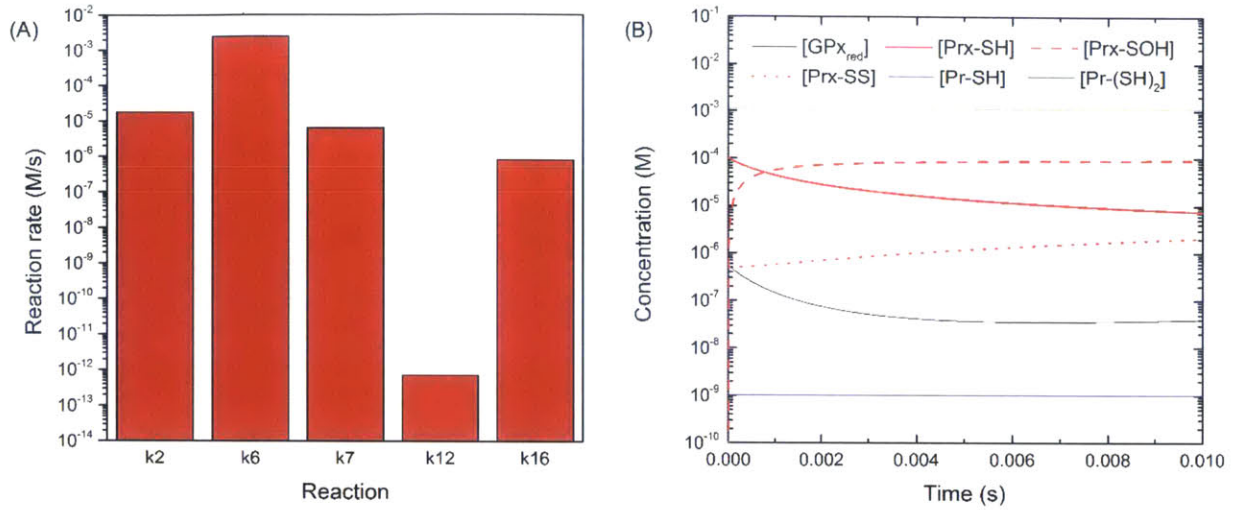 (A)
10⁻²
10⁻³
10⁻⁴
10⁻⁵
10⁻⁶
10⁻⁷
10⁻⁸
10⁻⁹
10⁻¹⁰
10⁻¹¹
10⁻¹²
10⁻¹³
10⁻¹⁴
Reaction rate (M/s)
k2 k6 k7 k12 k16
Reaction
(B)
10⁰
10⁻¹
10⁻²
10⁻³
10⁻⁴
10⁻⁵
10⁻⁶
10⁻⁷
10⁻⁸
10⁻⁹
10⁻¹⁰
Concentration (M)
[GPx_red] [Prx-SH] [Prx-SOH]
[Prx-SS] [Pr-SH] [Pr-(SH)₂]
0.000 0.002 0.004 0.006 0.008 0.010
Time (s)